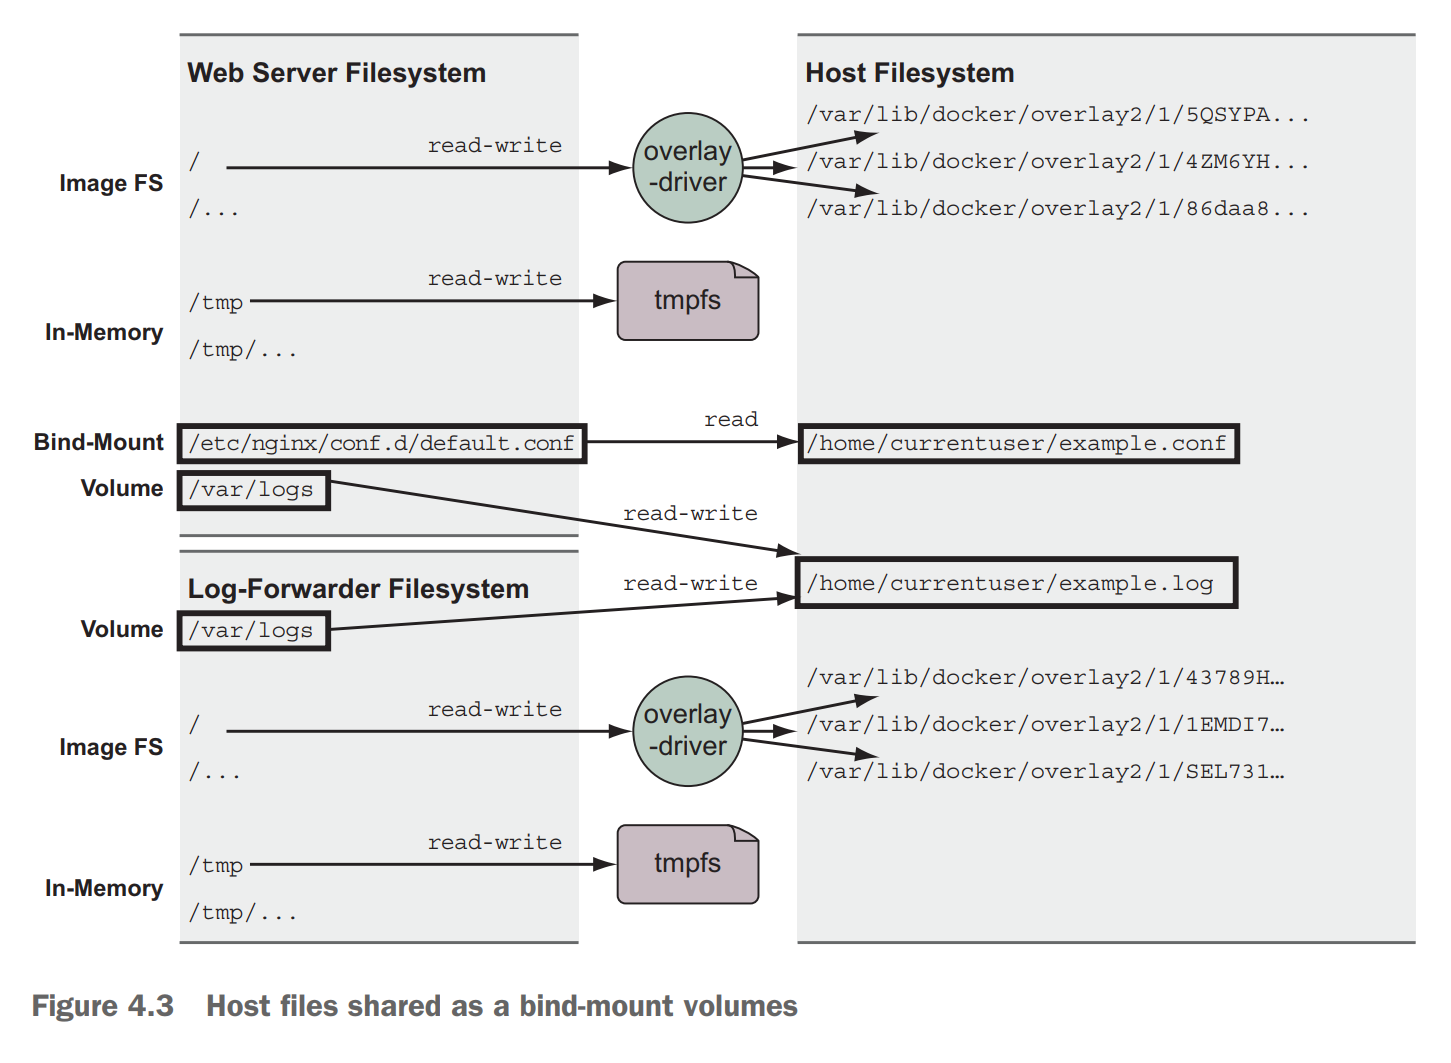 Web Server Filesystem
Host Filesystem
Image FS
/
/...
read-write
overlay
-driver
/var/lib/docker/overlay2/1/5QSYPA...
/var/lib/docker/overlay2/1/4ZM6YH...
/var/lib/docker/overlay2/1/86daa8...
In-Memory
/tmp
/tmp/...
read-write
tmpfs
Bind-Mount
/etc/nginx/conf.d/default.conf
read
/home/currentuser/example.conf
Volume
/var/logs
read-write
/home/currentuser/example.log
Log-Forwarder Filesystem
Volume
/var/logs
read-write
Image FS
/
/...
read-write
overlay
-driver
/var/lib/docker/overlay2/1/43789H…
/var/lib/docker/overlay2/1/1EMDI7…
/var/lib/docker/overlay2/1/SEL731…
In-Memory
/tmp
/tmp/...
read-write
tmpfs
Figure 4.3 Host files shared as a bind-mount volumes